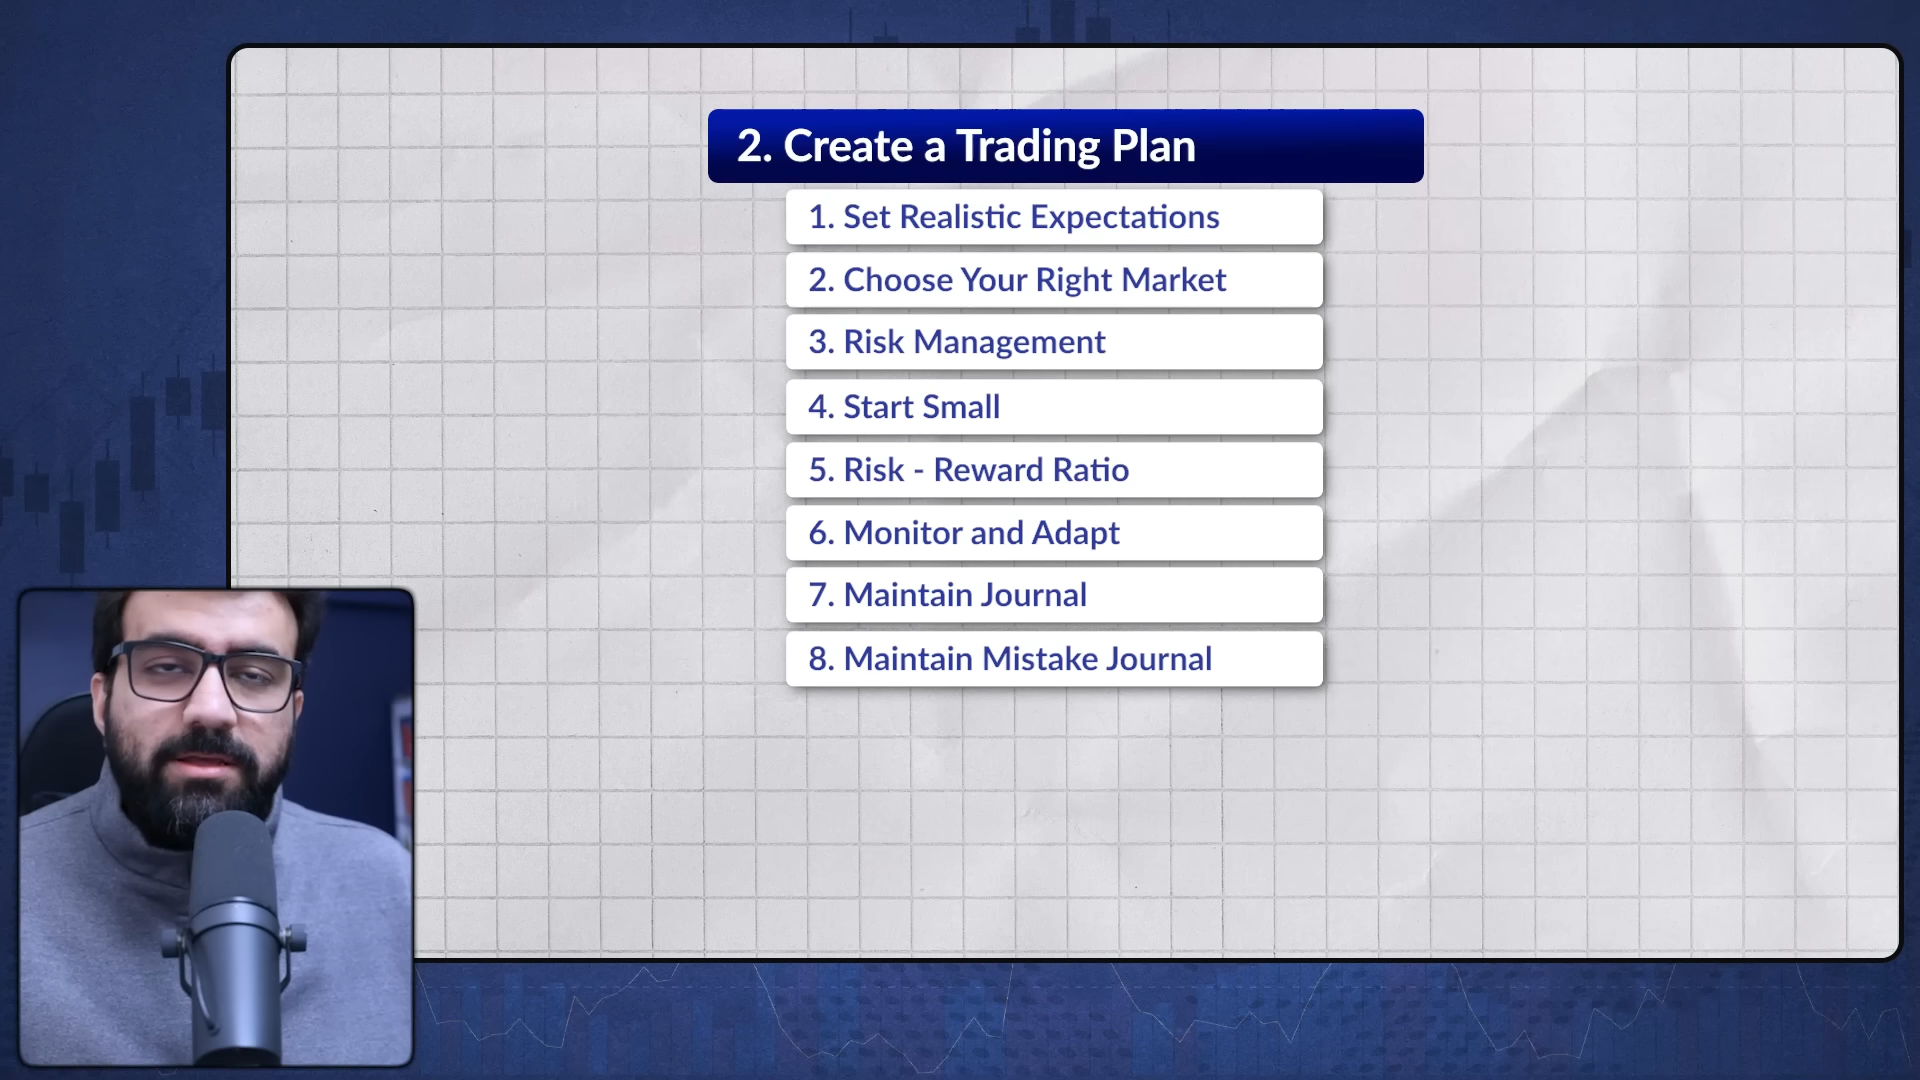 2. Create a Trading Plan
1. Set Realistic Expectations
2. Choose Your Right Market
3. Risk Management
4. Start Small
5. Risk - Reward Ratio
6. Monitor and Adapt
7. Maintain Journal
8. Maintain Mistake Journal